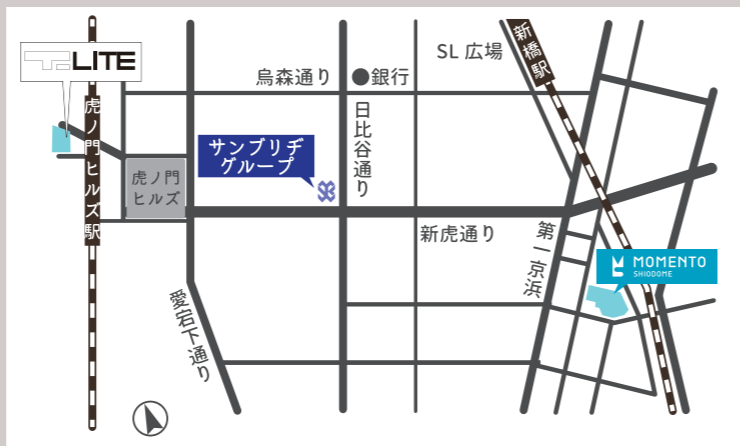 LITE
虎ノ門ヒルズ駅
虎ノ門
ヒルズ
サンブリヂ
グループ
烏森通り
●銀行
日比谷通り
SL 広場
新橋駅
新虎通り
第一京浜
MOMENTO
SHIODOME
愛宕下通り